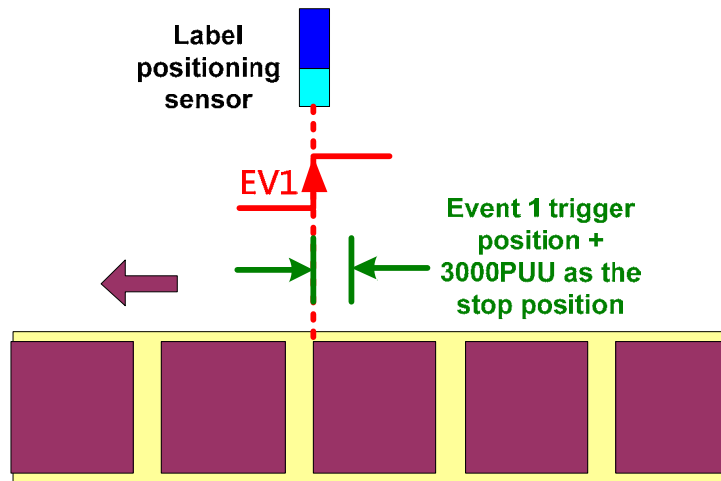 Label
positioning
sensor
EV1
Event 1 trigger
position +
3000PUU as the
stop position